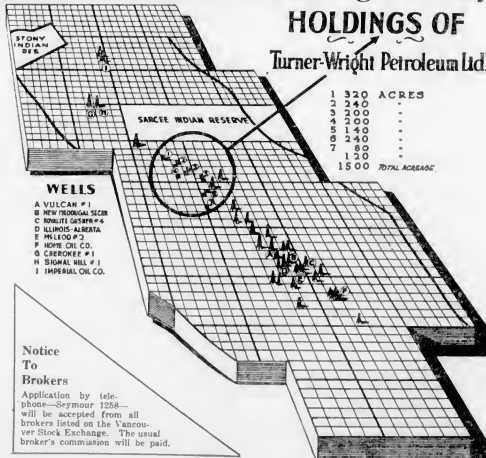 HOLDINGS OF
Turner-Wright Petroleum Ltd.
1 320 ACRES
2 240 "
3 200 "
4 200 "
5 140 "
6 240 "
7 80 "
120 "
1500 TOTAL ACREAGE
STONY
INDIAN
RES.
SARCEE INDIAN RESERVE
WELLS
A VULCAN #1
B NEW MCDOUGAL SEGUR
C ROYALITE GEISER #4
D ILLINOIS-ALBERTA
E McLEOD #3
F HOME OIL CO.
G CHEROKEE #1
H SIGNAL HILL #1
I IMPERIAL OIL CO.
Notice
To
Brokers
Application by tele-
phone—Seymour 1258—
will be accepted from all
brokers listed on the Vancou-
ver Stock Exchange. The usual
broker's commission will be paid.